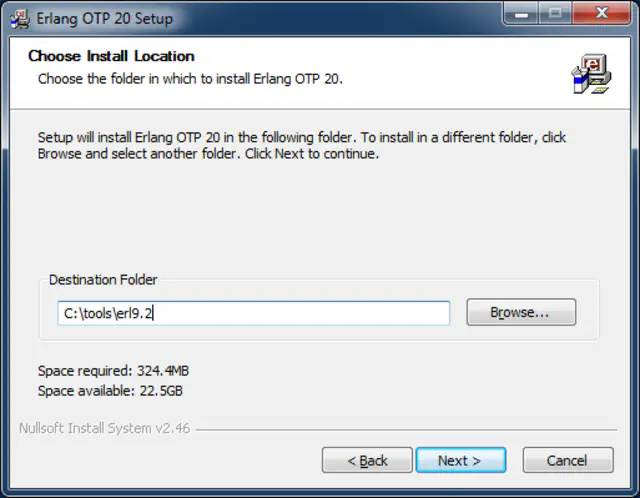 Erlang OTP 20 Setup
Choose Install Location
Choose the folder in which to install Erlang OTP 20.
Setup will install Erlang OTP 20 in the following folder. To install in a different folder, click
Browse and select another folder. Click Next to continue.
Destination Folder
C:\tools\erl9.2
Browse...
Space required: 324.4MB
Space available: 22.5GB
Nullsoft Install System v2.46
< Back
Next >
Cancel